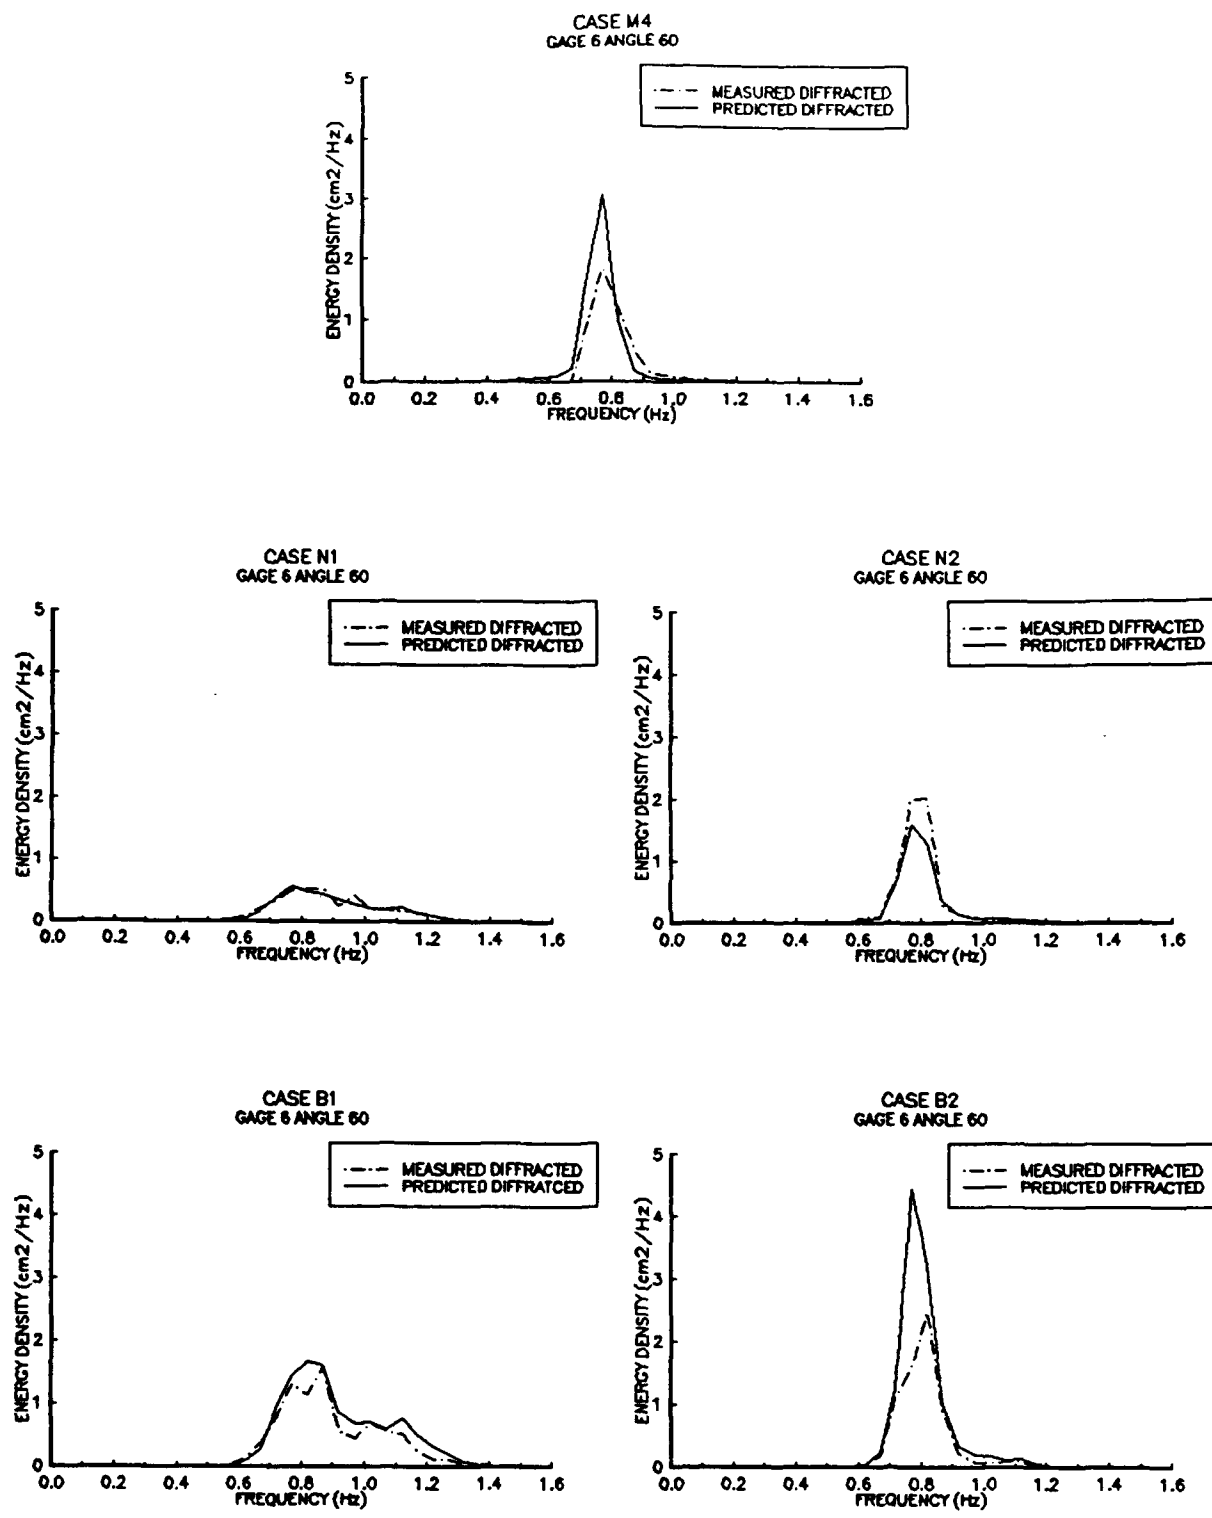 CASE M4
GAGE 6 ANGLE 60
MEASURED DIFFRACTED
PREDICTED DIFFRACTED
ENERGY DENSITY (cm2/Hz)
5
4
3
2
1
0
0.0 0.2 0.4 0.6 0.8 1.0 1.2 1.4 1.6
FREQUENCY (Hz)
CASE N1
GAGE 6 ANGLE 60
MEASURED DIFFRACTED
PREDICTED DIFFRACTED
ENERGY DENSITY (cm2/Hz)
5
4
3
2
1
0
0.0 0.2 0.4 0.6 0.8 1.0 1.2 1.4 1.6
FREQUENCY (Hz)
CASE N2
GAGE 6 ANGLE 60
MEASURED DIFFRACTED
PREDICTED DIFFRACTED
ENERGY DENSITY (cm2/Hz)
5
4
3
2
1
0
0.0 0.2 0.4 0.6 0.8 1.0 1.2 1.4 1.6
FREQUENCY (Hz)
CASE B1
GAGE 6 ANGLE 60
MEASURED DIFFRACTED
PREDICTED DIFFRATCED
ENERGY DENSITY (cm2/Hz)
5
4
3
2
1
0
0.0 0.2 0.4 0.6 0.8 1.0 1.2 1.4 1.6
FREQUENCY (Hz)
CASE B2
GAGE 6 ANGLE 60
MEASURED DIFFRACTED
PREDICTED DIFFRACTED
ENERGY DENSITY (cm2/Hz)
5
4
3
2
1
0
0.0 0.2 0.4 0.6 0.8 1.0 1.2 1.4 1.6
FREQUENCY (Hz)